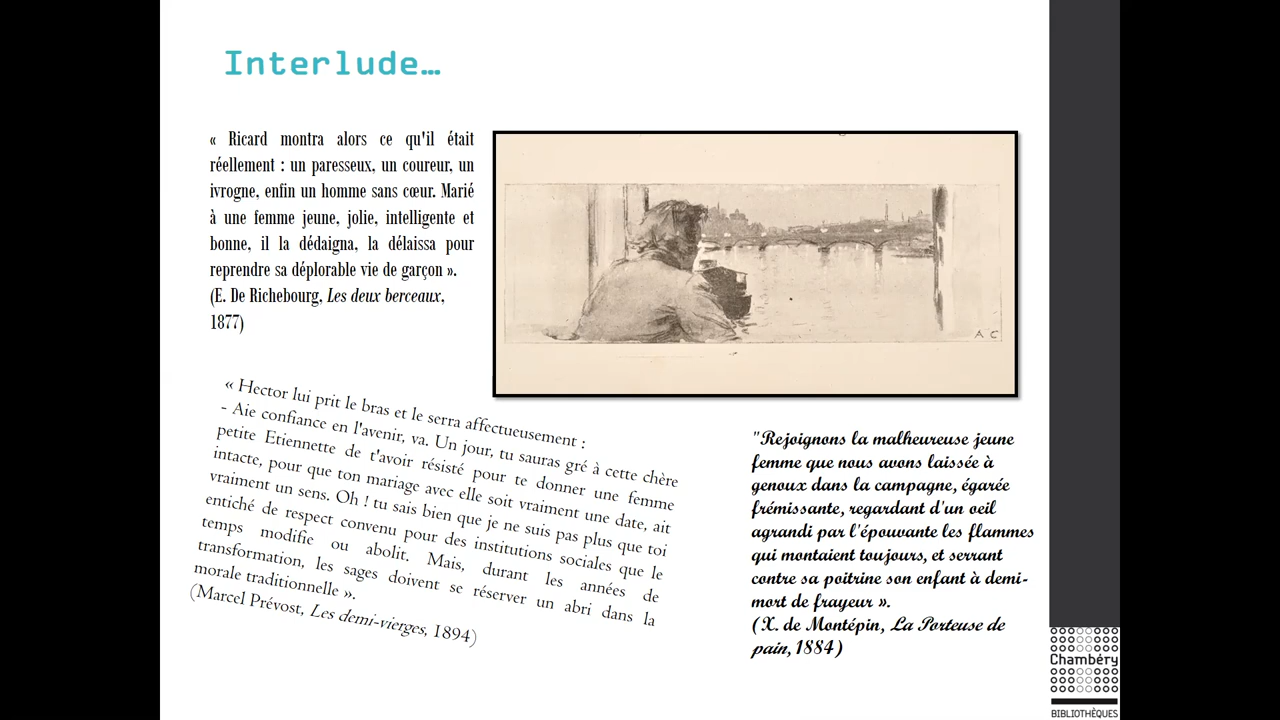 Interlude…
« Ricard montra alors ce qu'il était
réellement : un paresseux, un coureur, un
ivrogne, enfin un homme sans cœur. Marié
à une femme jeune, jolie, intelligente et
bonne, il la dédaigna, la délaissa pour
reprendre sa déplorable vie de garçon ».
(E. De Richebourg, Les deux berceaux,
1877)
A C
« Hector lui prit le bras et le serra affectueusement :
- Aie confiance en l'avenir, va. Un jour, tu sauras gré à cette chère
petite Etiennette de t'avoir résisté pour te donner une femme
intacte, pour que ton mariage avec elle soit vraiment une date, ait
vraiment un sens. Oh ! tu sais bien que je ne suis pas plus que toi
entiché de respect convenu pour des institutions sociales que le
temps modifie ou abolit. Mais, durant les années de
transformation, les sages doivent se réserver un abri dans la
morale traditionnelle ».
(Marcel Prévost, Les demi-vierges, 1894)
"Rejoignons la malheureuse jeune
femme que nous avons laissée à
genoux dans la campagne, égarée
frémissante, regardant d'un oeil
agrandi par l'épouvante les flammes
qui montaient toujours, et serrant
contre sa poitrine son enfant à demi-
mort de frayeur ».
(X. de Montépin, La Porteuse de
pain, 1884)
Chambéry
BIBLIOTHÈQUES